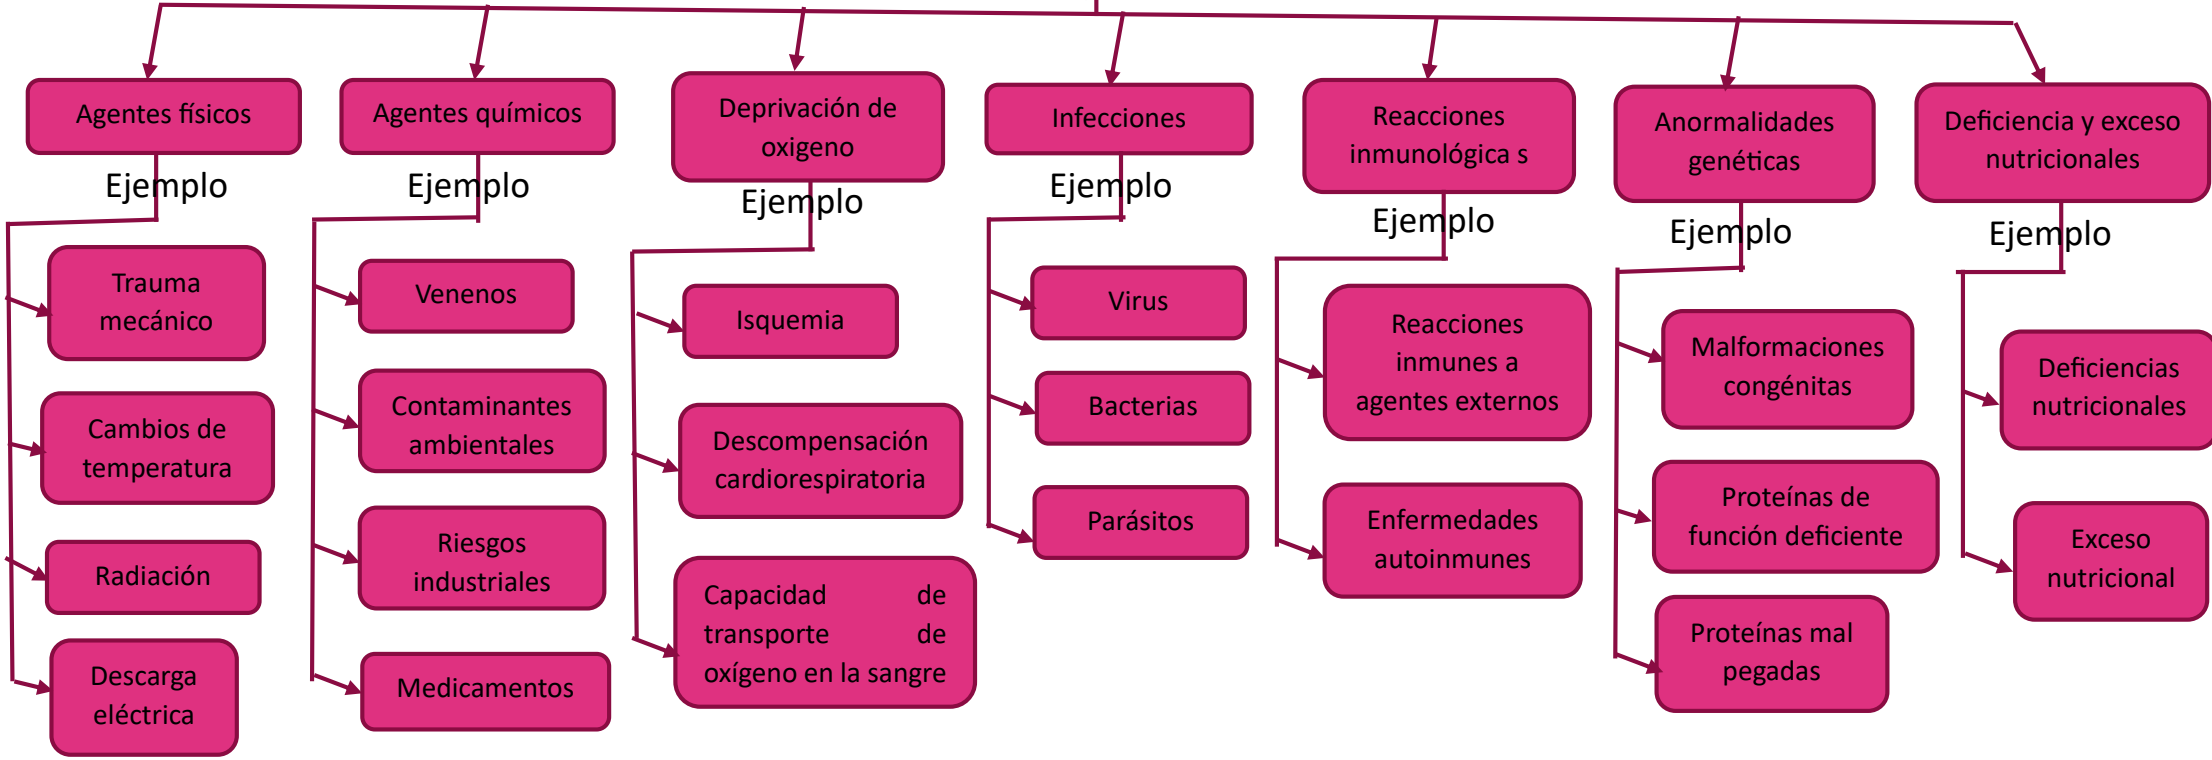 Agentes físicos
Ejemplo
Trauma
mecánico
Cambios de
temperatura
Radiación
Descarga
eléctrica
Agentes químicos
Ejemplo
Venenos
Contaminantes
ambientales
Riesgos
industriales
Medicamentos
Deprivación de
oxigeno
Ejemplo
Isquemia
Descompensación
cardiorespiratoria
Capacidad de
transporte de
oxígeno en la sangre
Infecciones
Ejemplo
Virus
Bacterias
Parásitos
Reacciones
inmunológica s
Ejemplo
Reacciones
inmunes a
agentes externos
Enfermedades
autoinmunes
Anormalidades
genéticas
Ejemplo
Malformaciones
congénitas
Proteínas de
función deficiente
Proteínas mal
pegadas
Deficiencia y exceso
nutricionales
Ejemplo
Deficiencias
nutricionales
Exceso
nutricional